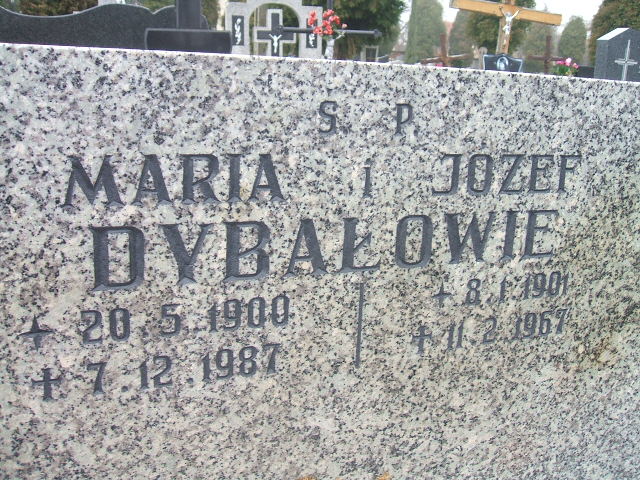 S. P.
MARIA i JOZEF
DYBAŁOWIE
20.5.1900 8.1.1901
7.12.1987 11.2.1967